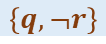 {q, ¬r}